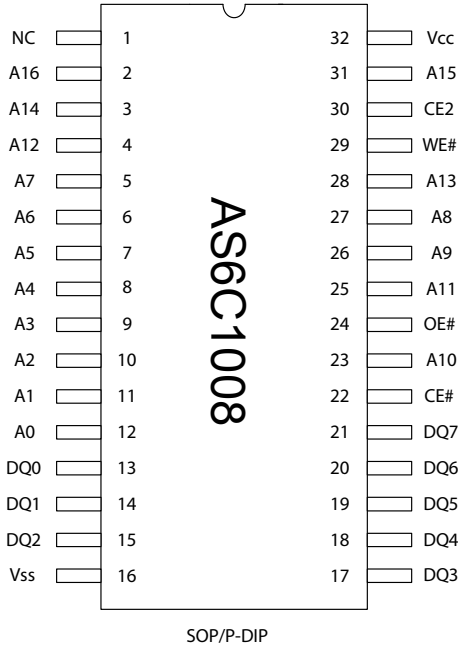 NC 1 32 Vcc
A16 2 31 A15
A14 3 30 CE2
A12 4 29 WE#
A7 5 28 A13
A6 6 27 A8
A5 7 26 A9
A4 8 25 A11
A3 9 24 OE#
A2 10 23 A10
A1 11 22 CE#
A0 12 21 DQ7
DQ0 13 20 DQ6
DQ1 14 19 DQ5
DQ2 15 18 DQ4
Vss 16 17 DQ3
AS6C1008
SOP/P-DIP